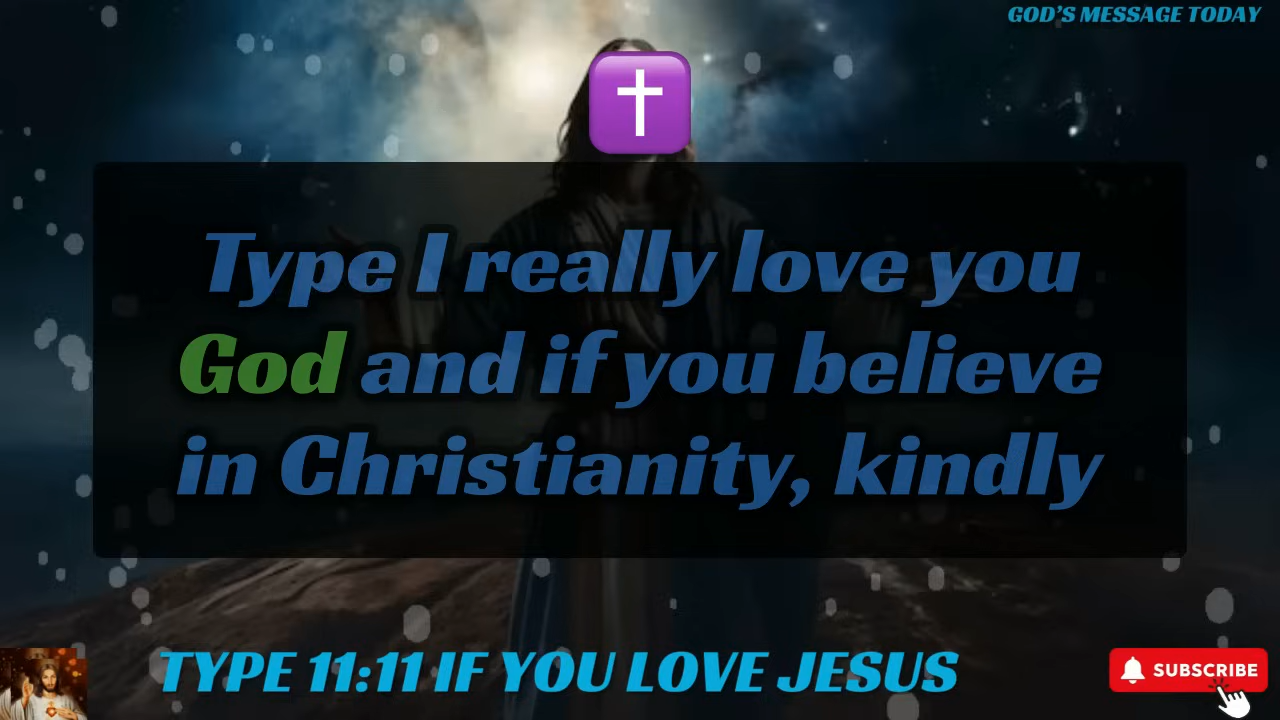 GOD'S MESSAGE TODAY
Type I really love you
God and if you believe
in Christianity, kindly
TYPE 11:11 IF YOU LOVE JESUS
SUBSCRIBE